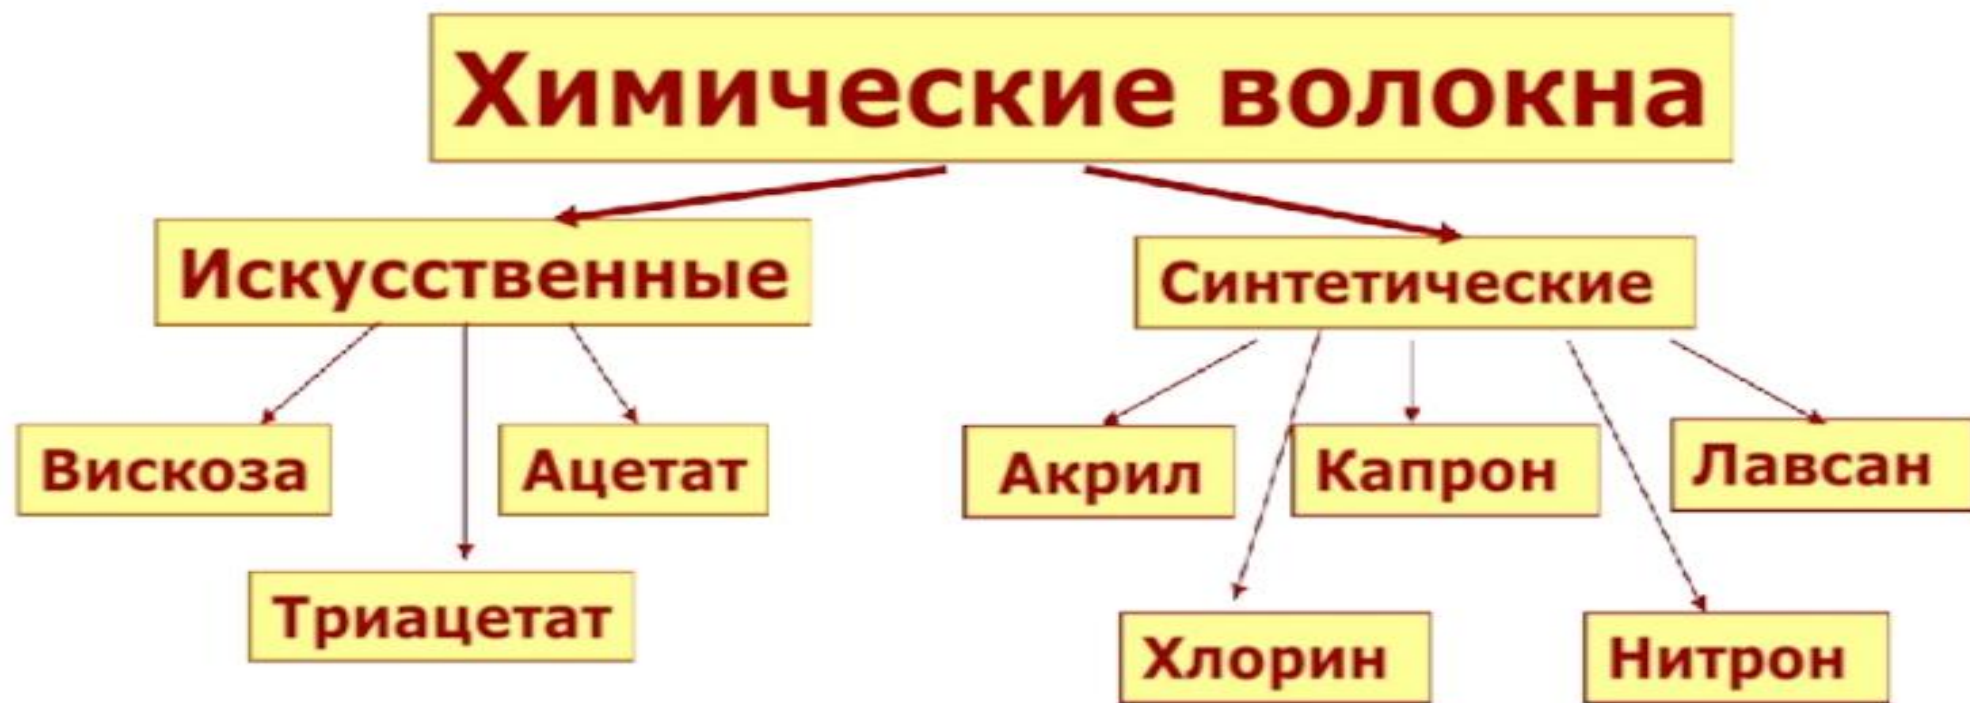 Химические волокна
Искусственные
Синтетические
Вискоза
Ацетат
Акрил
Капрон
Лавсан
Триацетат
Хлорин
Нитрон